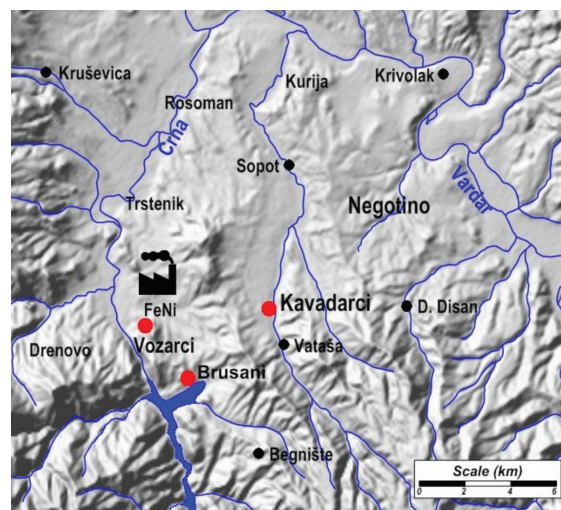 Kruševica
Kurija
Krivolak
Rosoman
Crna
Sopot
Trstenik
Negotino
Vardar
FeNi
Kavadarci
D. Disan
Vozarci
Drenovo
Vataša
Brusani
Begnište
Scale (km)
0 2 4 6